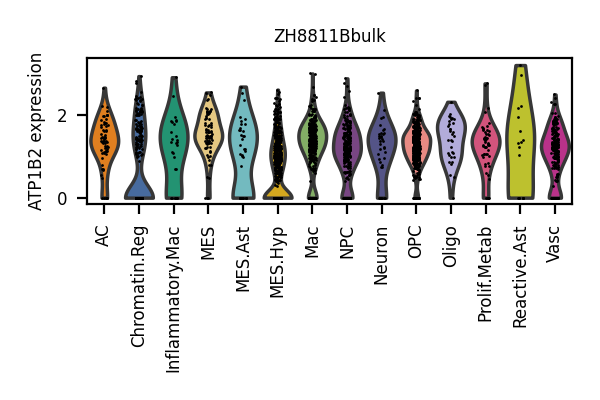 ZH8811Bbulk
ATP1B2 expression
2
0
AC
Chromatin.Reg
Inflammatory.Mac
MES
MES.Ast
MES.Hyp
Mac
NPC
Neuron
OPC
Oligo
Prolif.Metab
Reactive.Ast
Vasc